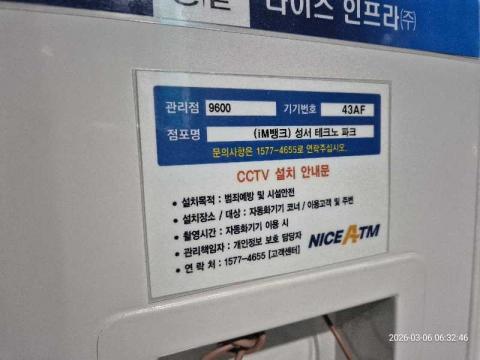 나이스 인프라㈜
관리점 9600 기기번호 43AF
점포명 (iM뱅크) 성서 테크노 파크
문의사항은 1577-4655로 연락주십시오.
CCTV 설치 안내문
• 설치목적 : 범죄예방 및 시설안전
• 설치장소 / 대상 : 자동화기기 코너 / 이용고객 및 주변
• 촬영시간 : 자동화기기 이용 시
• 관리책임자 : 개인정보 보호 담당자
• 연 락 처 : 1577-4655 [고객센터]
NICE ATM
2026-03-06 06:32:46